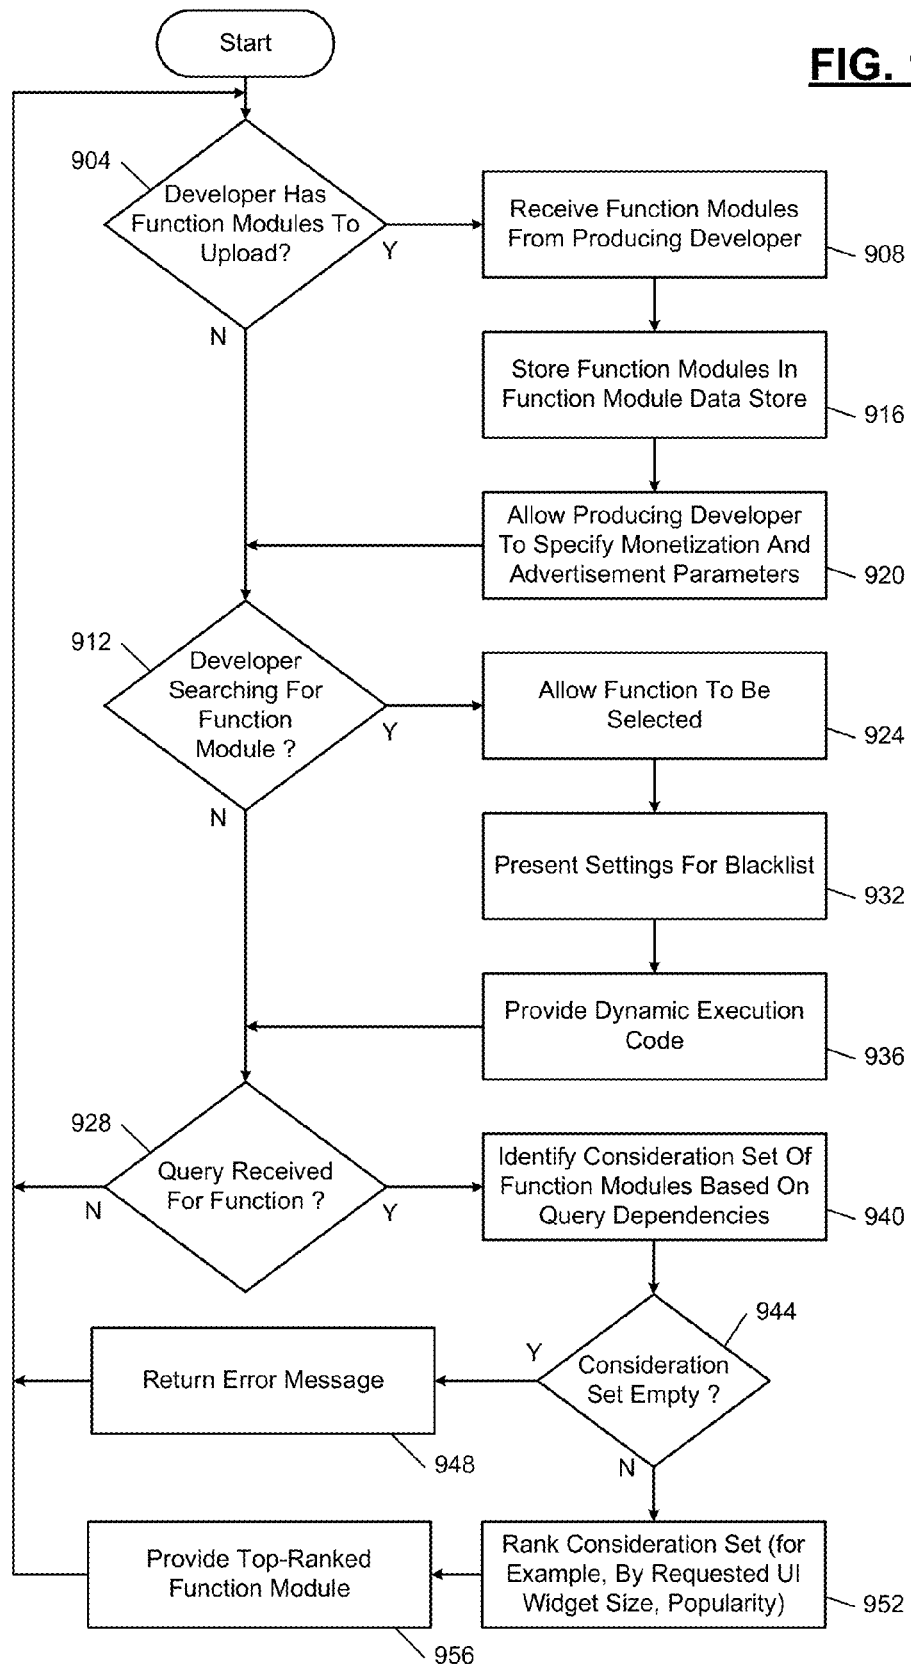 Start
FIG.
904
Developer Has
Function Modules To
Upload?
Y
N
Receive Function Modules
From Producing Developer
908
Store Function Modules In
Function Module Data Store
916
Allow Producing Developer
To Specify Monetization And
Advertisement Parameters
920
912
Developer
Searching For
Function
Module ?
Y
N
Allow Function To Be
Selected
924
Present Settings For Blacklist
932
Provide Dynamic Execution
Code
936
928
Query Received
For Function ?
N
Y
Identify Consideration Set Of
Function Modules Based On
Query Dependencies
940
944
Consideration
Set Empty ?
Y
N
Return Error Message
948
Rank Consideration Set (for
Example, By Requested UI
Widget Size, Popularity)
952
Provide Top-Ranked
Function Module
956